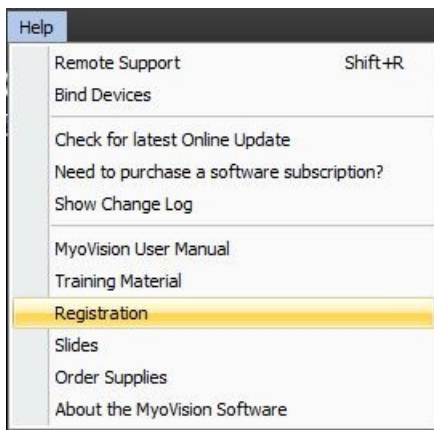 Help
Remote Support Shift+R
Bind Devices
Check for latest Online Update
Need to purchase a software subscription?
Show Change Log
MyoVision User Manual
Training Material
Registration
Slides
Order Supplies
About the MyoVision Software